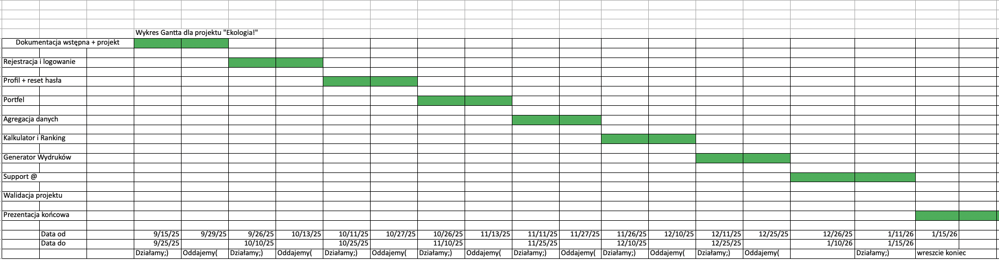 Wykres Gantta dla projektu "Ekologia!"
Dokumentacja wstępna + projekt
Rejestracja i logowanie
Profil + reset hasła
Portfel
Agregacja danych
Kalkulator i Ranking
Generator Wydruków
Support @
Walidacja projektu
Prezentacja końcowa
Data od 9/15/25 9/29/25 9/26/25 10/13/25 10/11/25 10/27/25 10/26/25 11/13/25 11/11/25 11/27/25 11/26/25 12/10/25 12/11/25 12/25/25 12/26/25 1/11/26 1/15/26
Data do 9/25/25 10/10/25 10/25/25 11/10/25 11/25/25 12/10/25 12/25/25 1/10/26 1/15/26
Działamy;) Oddajemy( Działamy;) Oddajemy( Działamy;) Oddajemy( Działamy;) Oddajemy( Działamy;) Oddajemy( Działamy;) Oddajemy( Działamy;) Oddajemy( Działamy;) wreszcie koniec